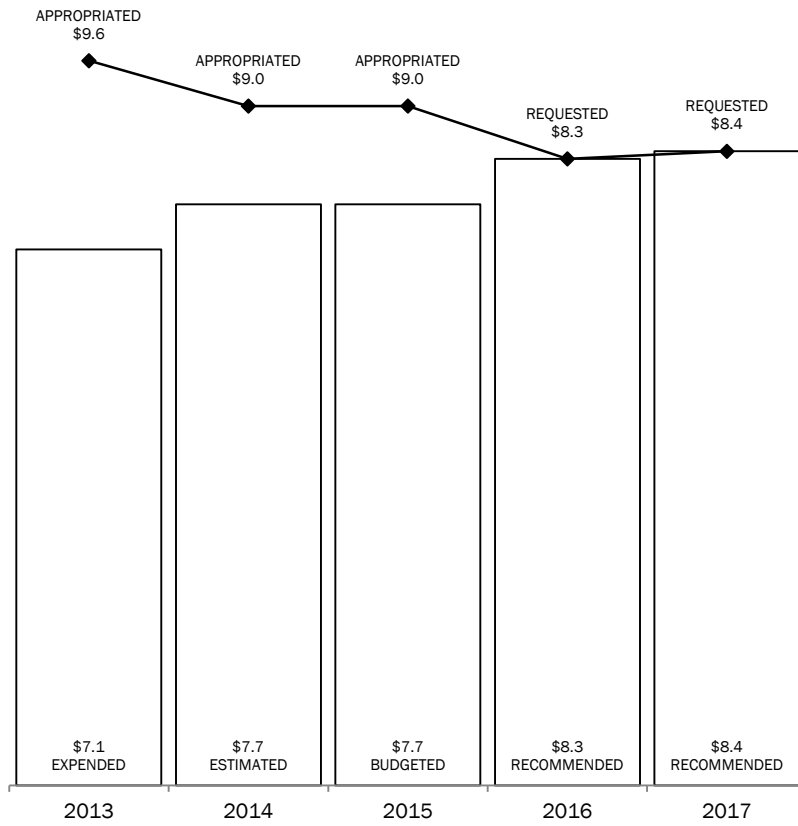 APPROPRIATED
$9.6
APPROPRIATED
$9.0
APPROPRIATED
$9.0
REQUESTED
$8.3
REQUESTED
$8.4
$7.1
EXPENDED
$7.7
ESTIMATED
$7.7
BUDGETED
$8.3
RECOMMENDED
$8.4
RECOMMENDED
2013
2014
2015
2016
2017